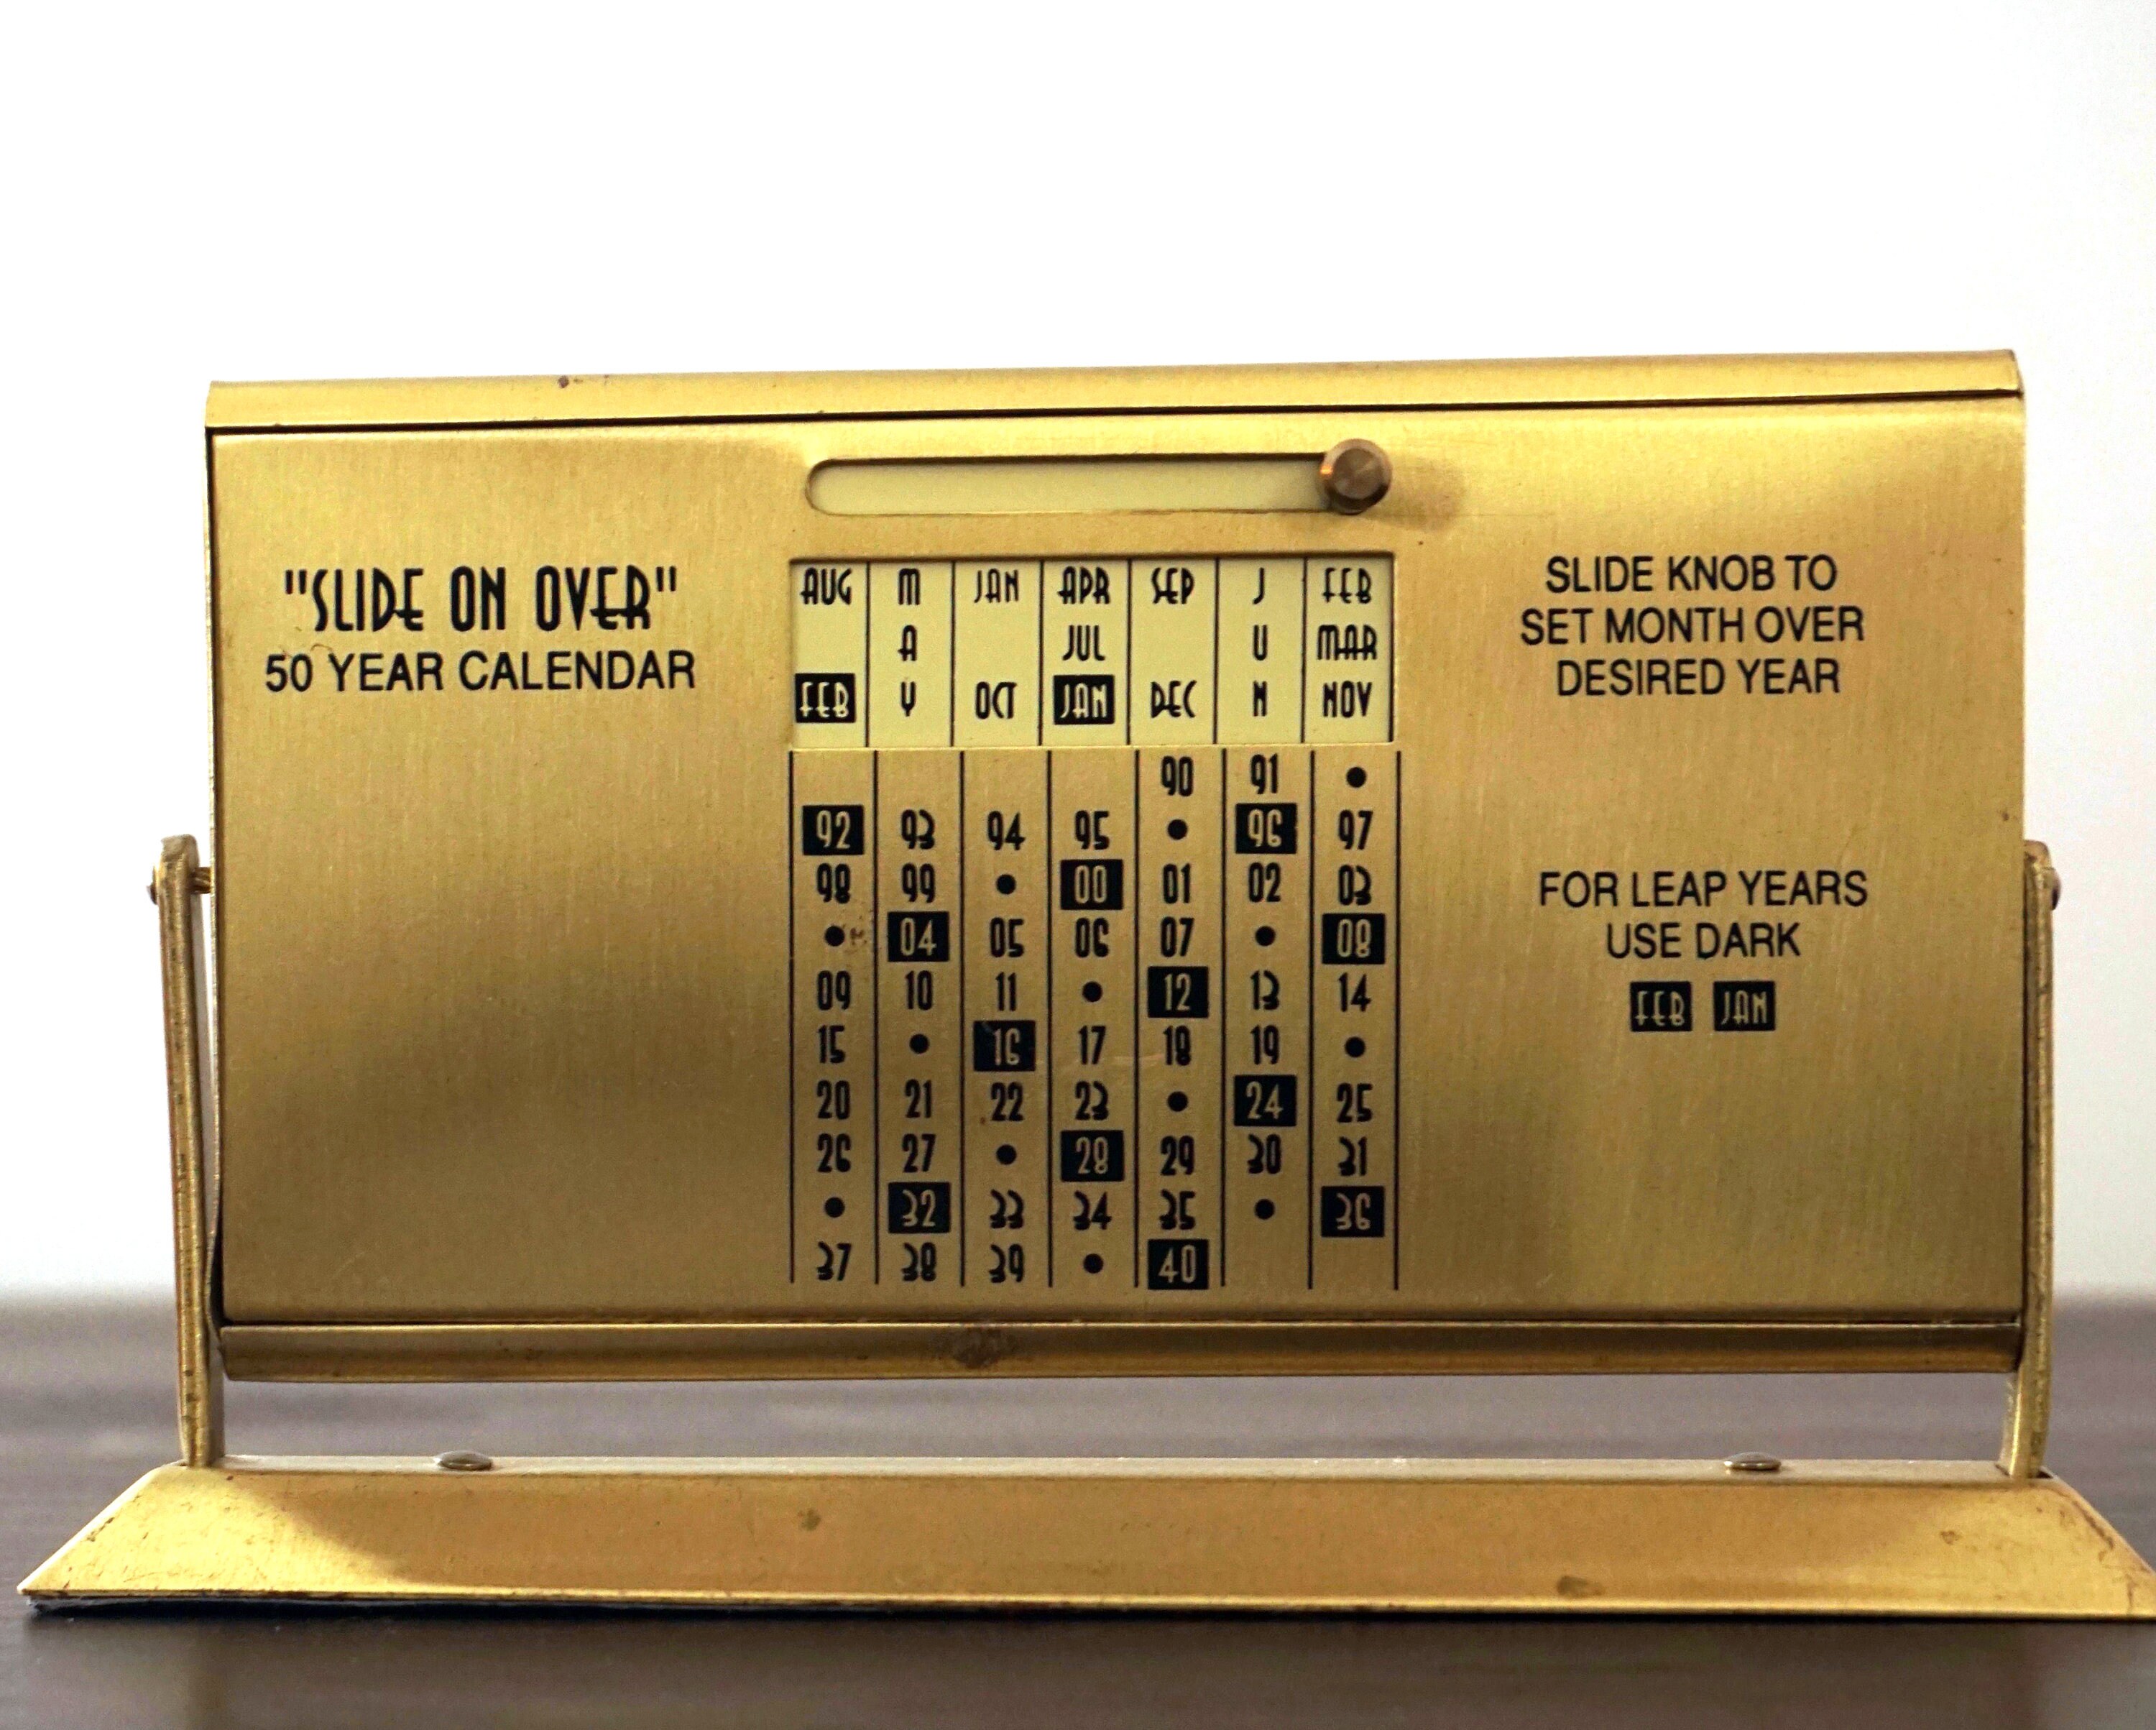 "SLIDE ON OVER"
50 YEAR CALENDAR
AUG M JAN APR SEP J FEB
A JUL U MAR
FEB Y OCT JAN DEC N NOV
90 91 •
92 93 94 95 • 96 97
98 99 • 00 01 02 03
• 04 05 06 07 • 08
09 10 11 • 12 13 14
15 • 16 17 18 19 •
20 21 22 23 • 24 25
26 27 • 28 29 30 31
• 32 33 34 35 • 36
37 38 39 • 40
SLIDE KNOB TO
SET MONTH OVER
DESIRED YEAR
FOR LEAP YEARS
USE DARK
FEB JAN